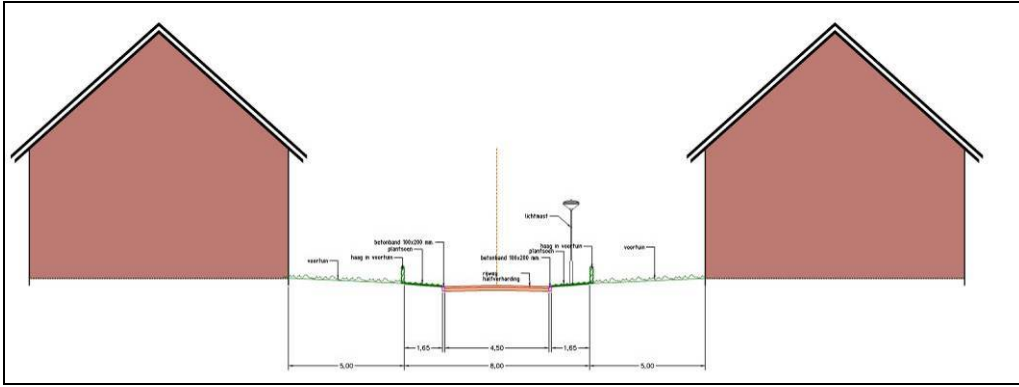 lichtmast
betonband 100x200 mm.
plantsoen
haag in voortuin
voortuin
haag in voortuin
plantsoen
betonband 100x200 mm.
voortuin
rijweg
halfverharding
1,65
4,50
1,65
5,00
8,00
5,00